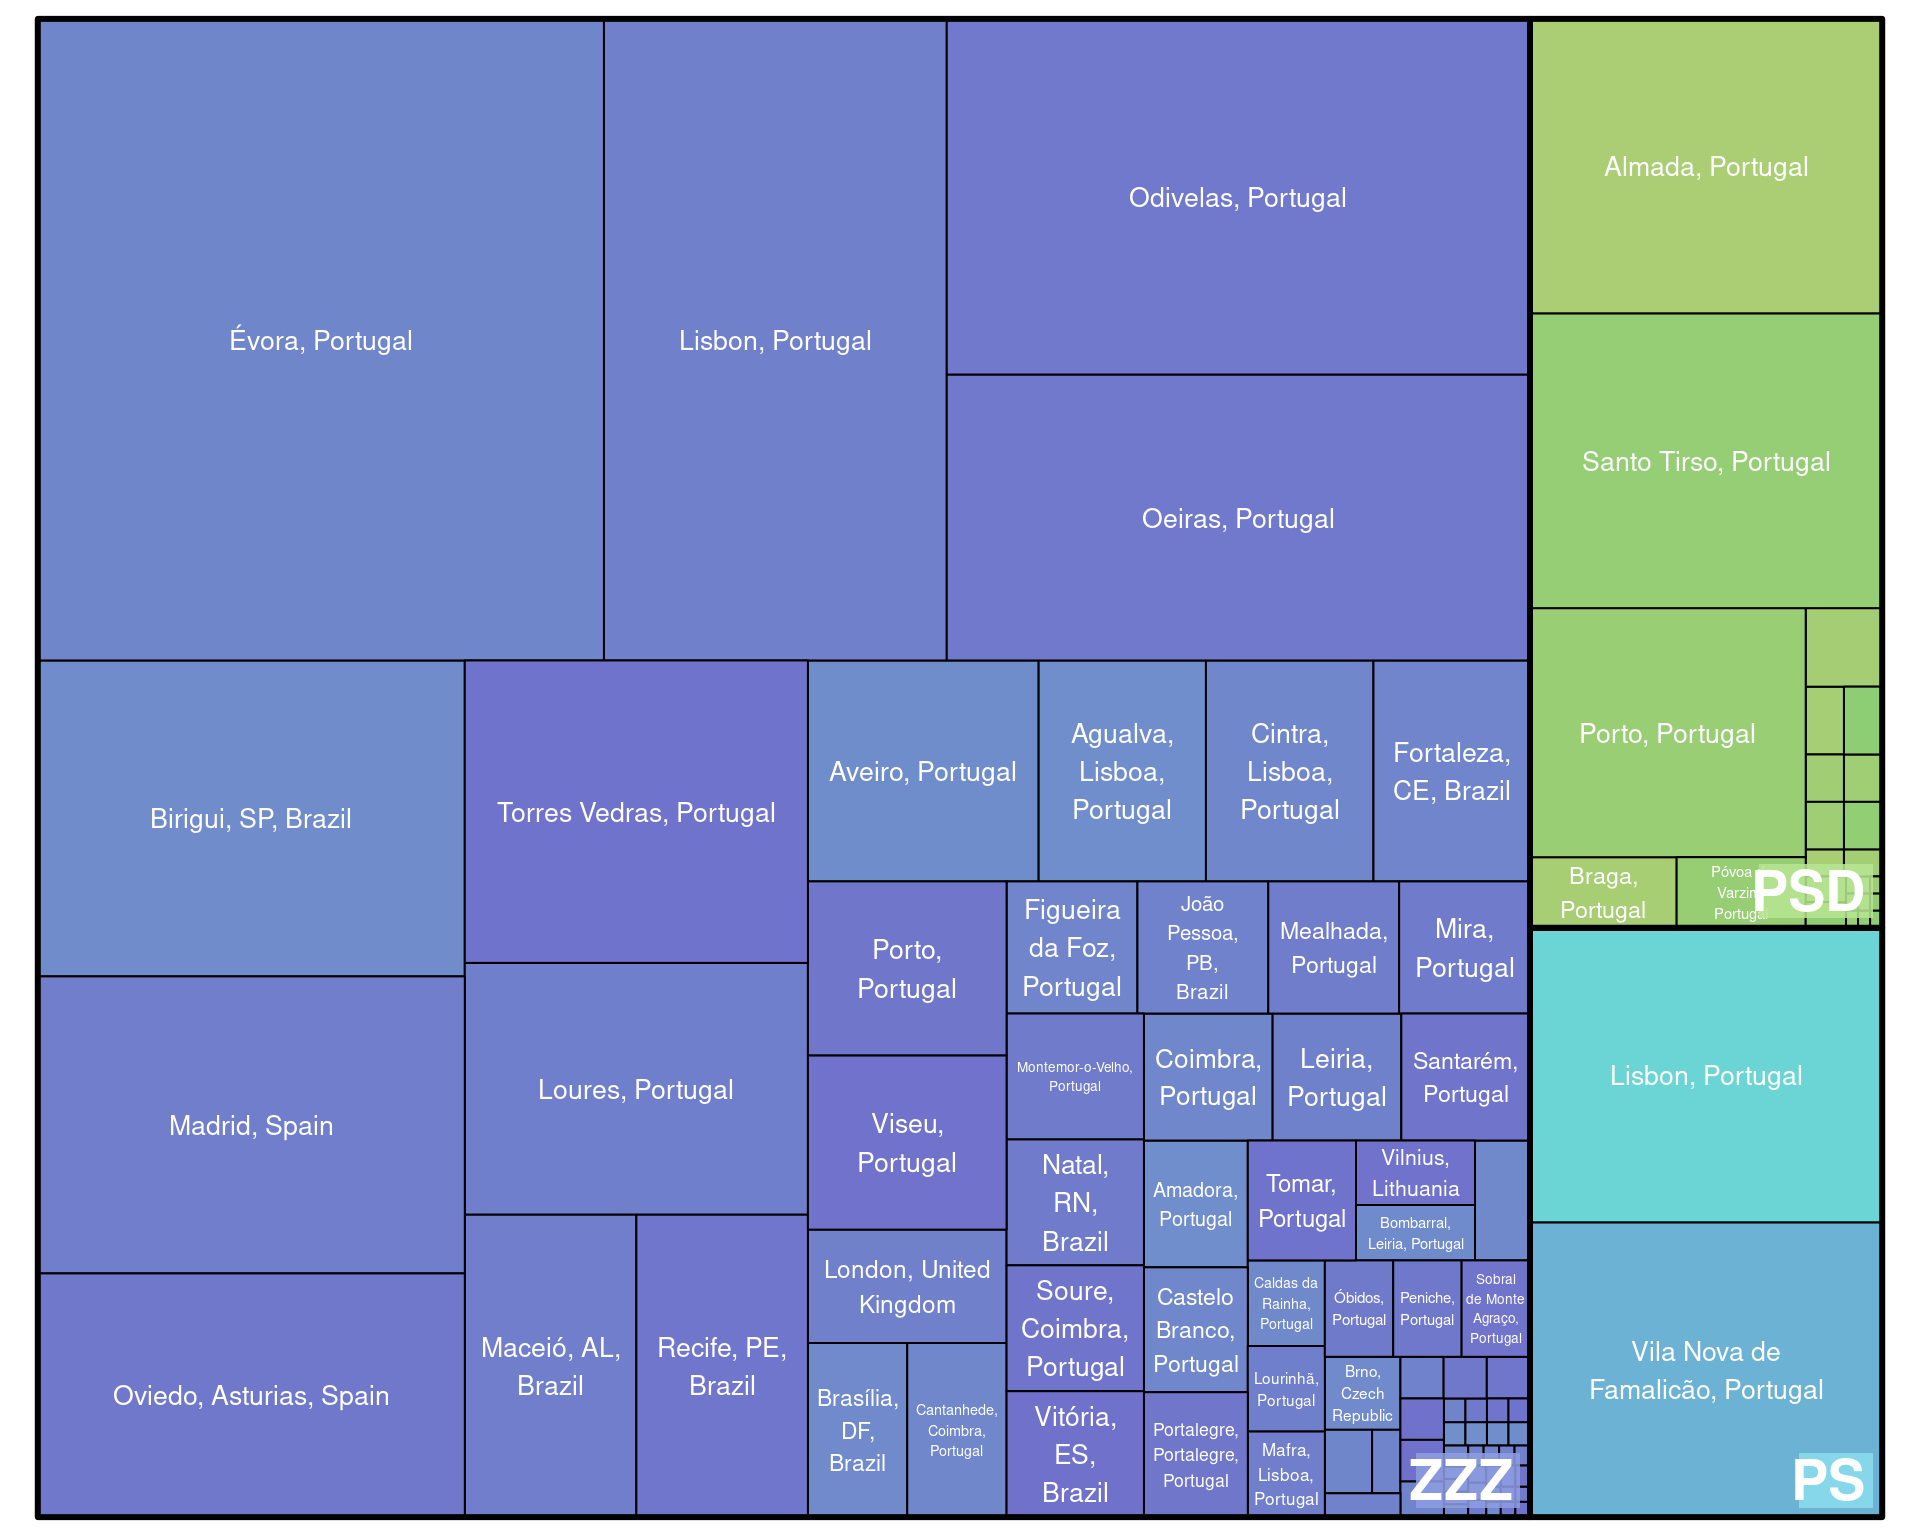 Évora, Portugal
Lisbon, Portugal
Odivelas, Portugal
Oeiras, Portugal
Birigui, SP, Brazil
Madrid, Spain
Oviedo, Asturias, Spain
Torres Vedras, Portugal
Loures, Portugal
Maceió, AL,
Brazil
Recife, PE,
Brazil
Aveiro, Portugal
Agualva,
Lisboa,
Portugal
Cintra,
Lisboa,
Portugal
Fortaleza,
CE, Brazil
Porto,
Portugal
Viseu,
Portugal
London, United
Kingdom
Brasília,
DF,
Brazil
Cantanhede,
Coimbra,
Portugal
Figueira
da Foz,
Portugal
João
Pessoa,
PB,
Brazil
Mealhada,
Portugal
Mira,
Portugal
Montemor-o-Velho,
Portugal
Coimbra,
Portugal
Leiria,
Portugal
Santarém,
Portugal
Natal,
RN,
Brazil
Soure,
Coimbra,
Portugal
Vitória,
ES,
Brazil
Amadora,
Portugal
Castelo
Branco,
Portugal
Portalegre,
Portalegre,
Portugal
Tomar,
Portugal
Vilnius,
Lithuania
Bombarral,
Leiria, Portugal
Caldas da
Rainha,
Portugal
Lourinhã,
Portugal
Mafra,
Lisboa,
Portugal
Óbidos,
Portugal
Peniche,
Portugal
Sobral
de Monte
Agraço,
Portugal
Brno,
Czech
Republic
ZZZ
Almada, Portugal
Santo Tirso, Portugal
Porto, Portugal
Braga,
Portugal
Póvoa
Varzim
Portugal
PSD
Lisbon, Portugal
Vila Nova de
Famalicão, Portugal
PS